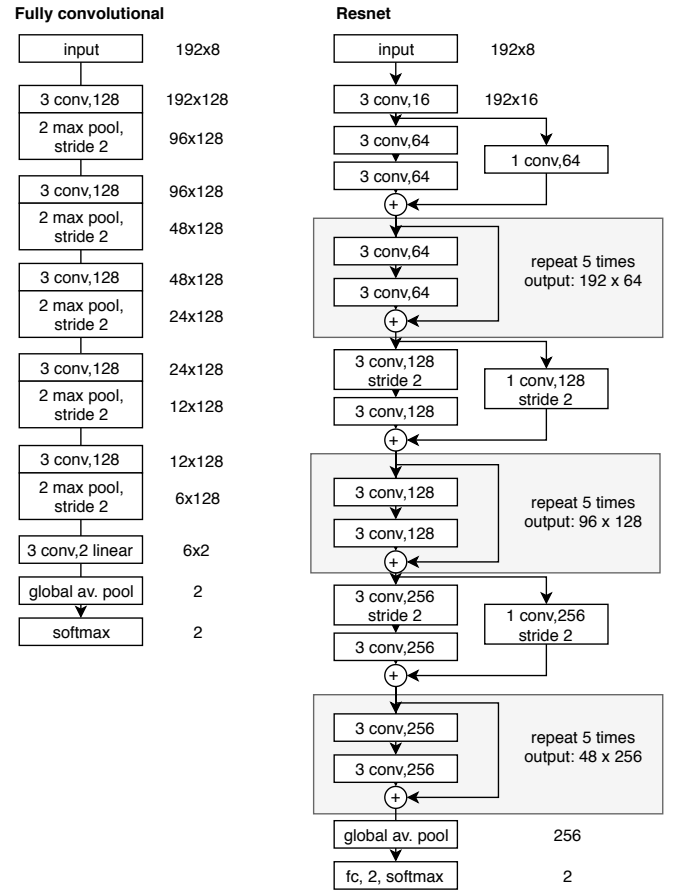 Fully convolutional
input 192x8
3 conv,128 192x128
2 max pool,
stride 2 96x128
3 conv,128 96x128
2 max pool,
stride 2 48x128
3 conv,128 48x128
2 max pool,
stride 2 24x128
3 conv,128 24x128
2 max pool,
stride 2 12x128
3 conv,128 12x128
2 max pool,
stride 2 6x128
3 conv,2 linear 6x2
global av. pool 2
softmax 2
Resnet
input 192x8
3 conv,16 192x16
3 conv,64
1 conv,64
3 conv,64
+
3 conv,64
3 conv,64
repeat 5 times
output: 192 x 64
+
3 conv,128
stride 2
1 conv,128
stride 2
3 conv,128
+
3 conv,128
3 conv,128
repeat 5 times
output: 96 x 128
+
3 conv,256
stride 2
1 conv,256
stride 2
3 conv,256
+
3 conv,256
3 conv,256
repeat 5 times
output: 48 x 256
+
global av. pool 256
fc, 2, softmax 2